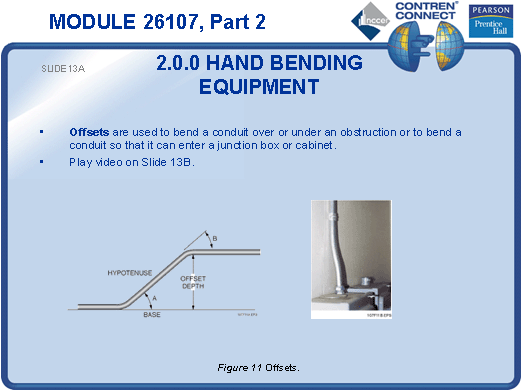 MODULE 26107, Part 2
nccer
CONTREN®
CONNECT
PEARSON
Prentice
Hall
SLIDE 13A
2.0.0 HAND BENDING
EQUIPMENT
• Offsets are used to bend a conduit over or under an obstruction or to bend a
conduit so that it can enter a junction box or cabinet.
• Play video on Slide 13B.
B
HYPOTENUSE
OFFSET
DEPTH
A
BASE
Figure 11 Offsets.